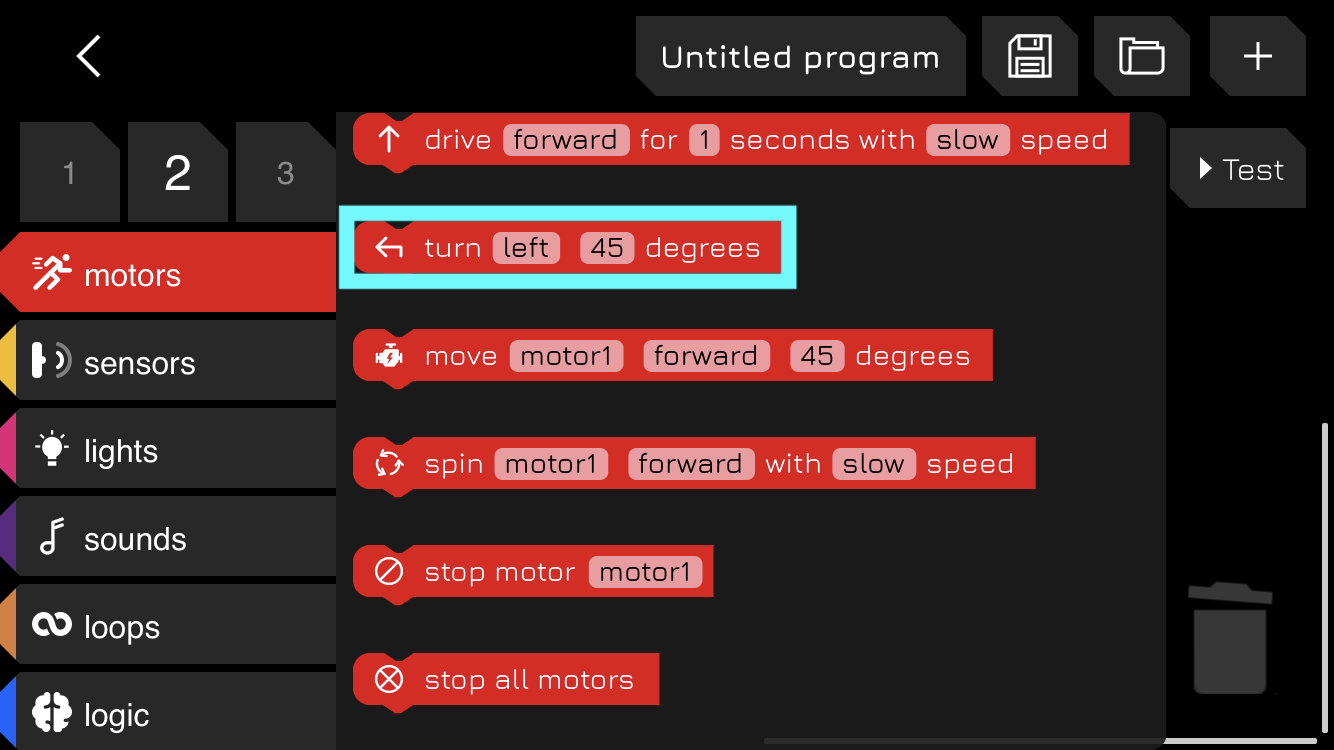 Untitled program
1 2 3
drive forward for 1 seconds with slow speed
Test
turn left 45 degrees
motors
move motor1 forward 45 degrees
sensors
spin motor1 forward with slow speed
lights
stop motor motor1
sounds
stop all motors
loops
logic